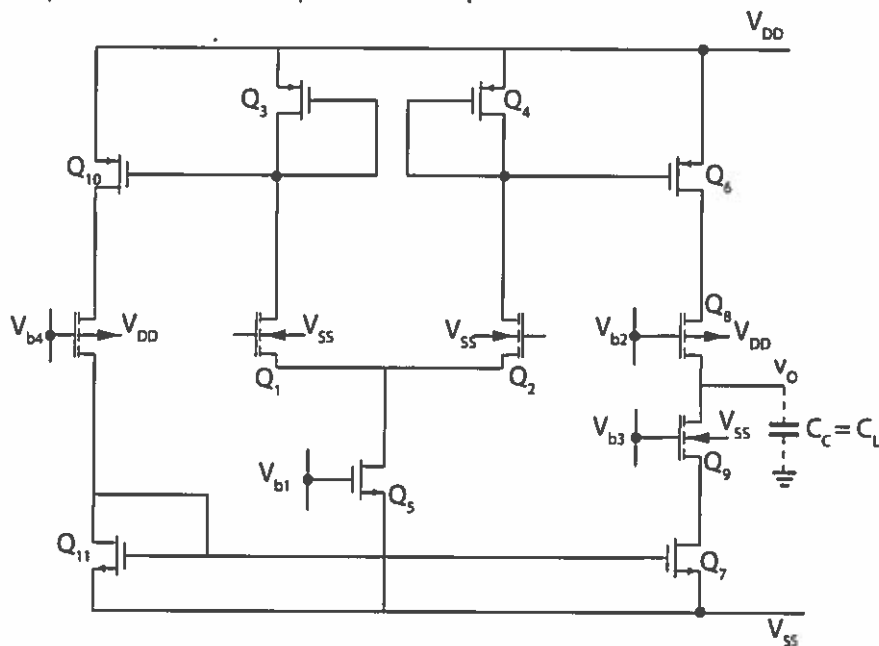 V_DD
Q_3
Q_4
Q_10
Q_6
V_b4
V_DD
V_SS
V_SS
V_b2
Q_8
V_DD
Q_1
Q_2
v_o
V_b3
V_SS
C_C = C_L
Q_9
V_b1
Q_5
Q_11
Q_7
V_SS